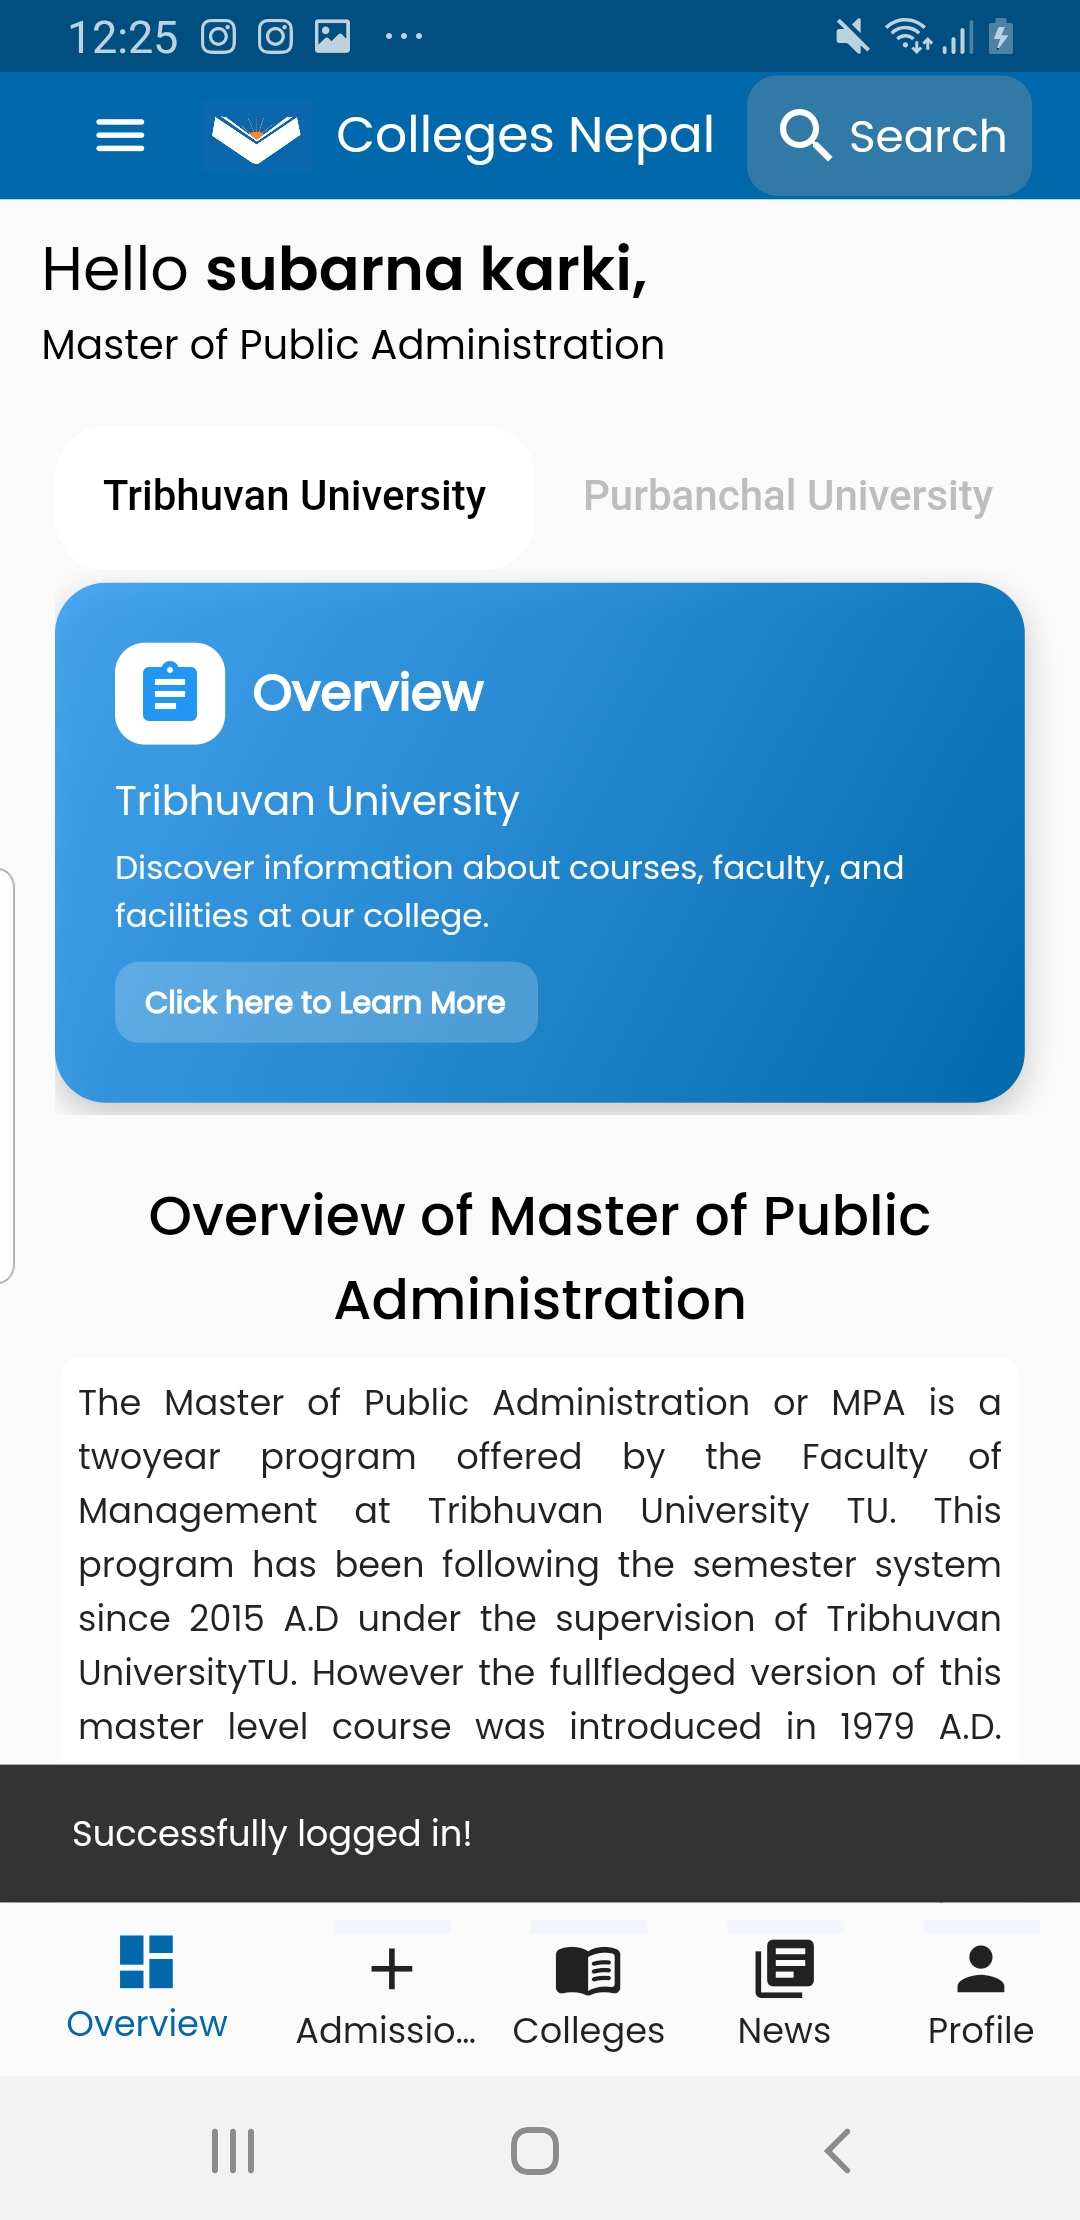 12:25
Colleges Nepal
Search
Hello subarna karki,
Master of Public Administration
Tribhuvan University
Purbanchal University
Overview
Tribhuvan University
Discover information about courses, faculty, and
facilities at our college.
Click here to Learn More
Overview of Master of Public
Administration
The Master of Public Administration or MPA is a
twoyear program offered by the Faculty of
Management at Tribhuvan University TU. This
program has been following the semester system
since 2015 A.D under the supervision of Tribhuvan
UniversityTU. However the fullfledged version of this
master level course was introduced in 1979 A.D.
Successfully logged in!
Overview
Admissio...
Colleges
News
Profile